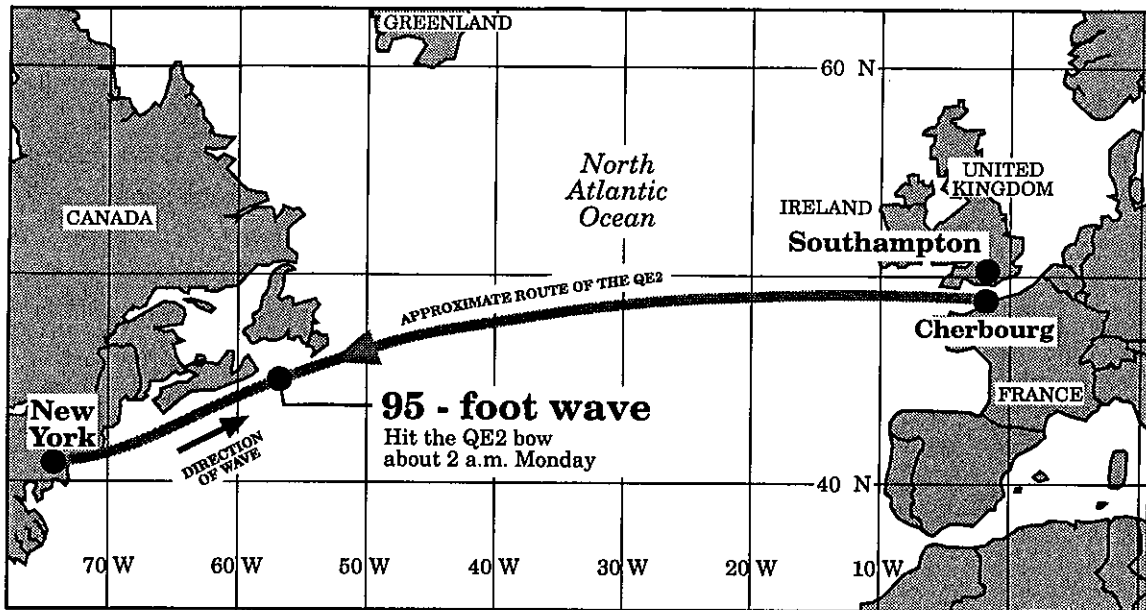 GREENLAND
60 N
North
Atlantic
Ocean
UNITED
KINGDOM
CANADA
IRELAND
Southampton
APPROXIMATE ROUTE OF THE QE2
Cherbourg
95 - foot wave
Hit the QE2 bow
about 2 a.m. Monday
FRANCE
New
York
DIRECTION
OF WAVE
40 N
70 W
60 W
50 W
40 W
30 W
20 W
10 W